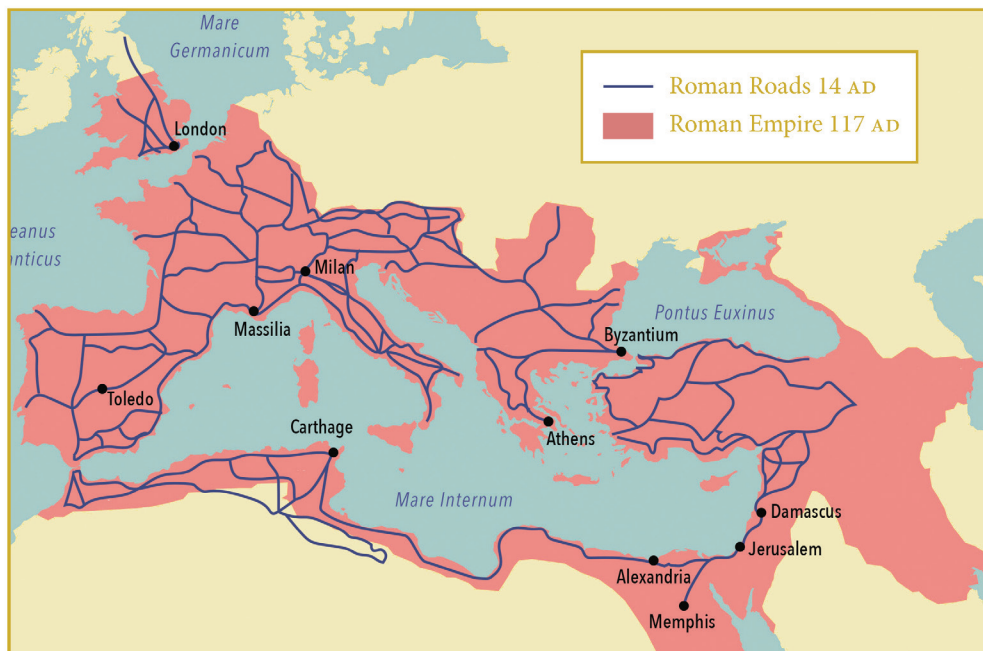 Mare
Germanicum
Roman Roads 14 AD
Roman Empire 117 AD
London
eanus
nticus
Milan
Massilia
Pontus Euxinus
Byzantium
Toledo
Carthage
Athens
Mare Internum
Damascus
Jerusalem
Alexandria
Memphis